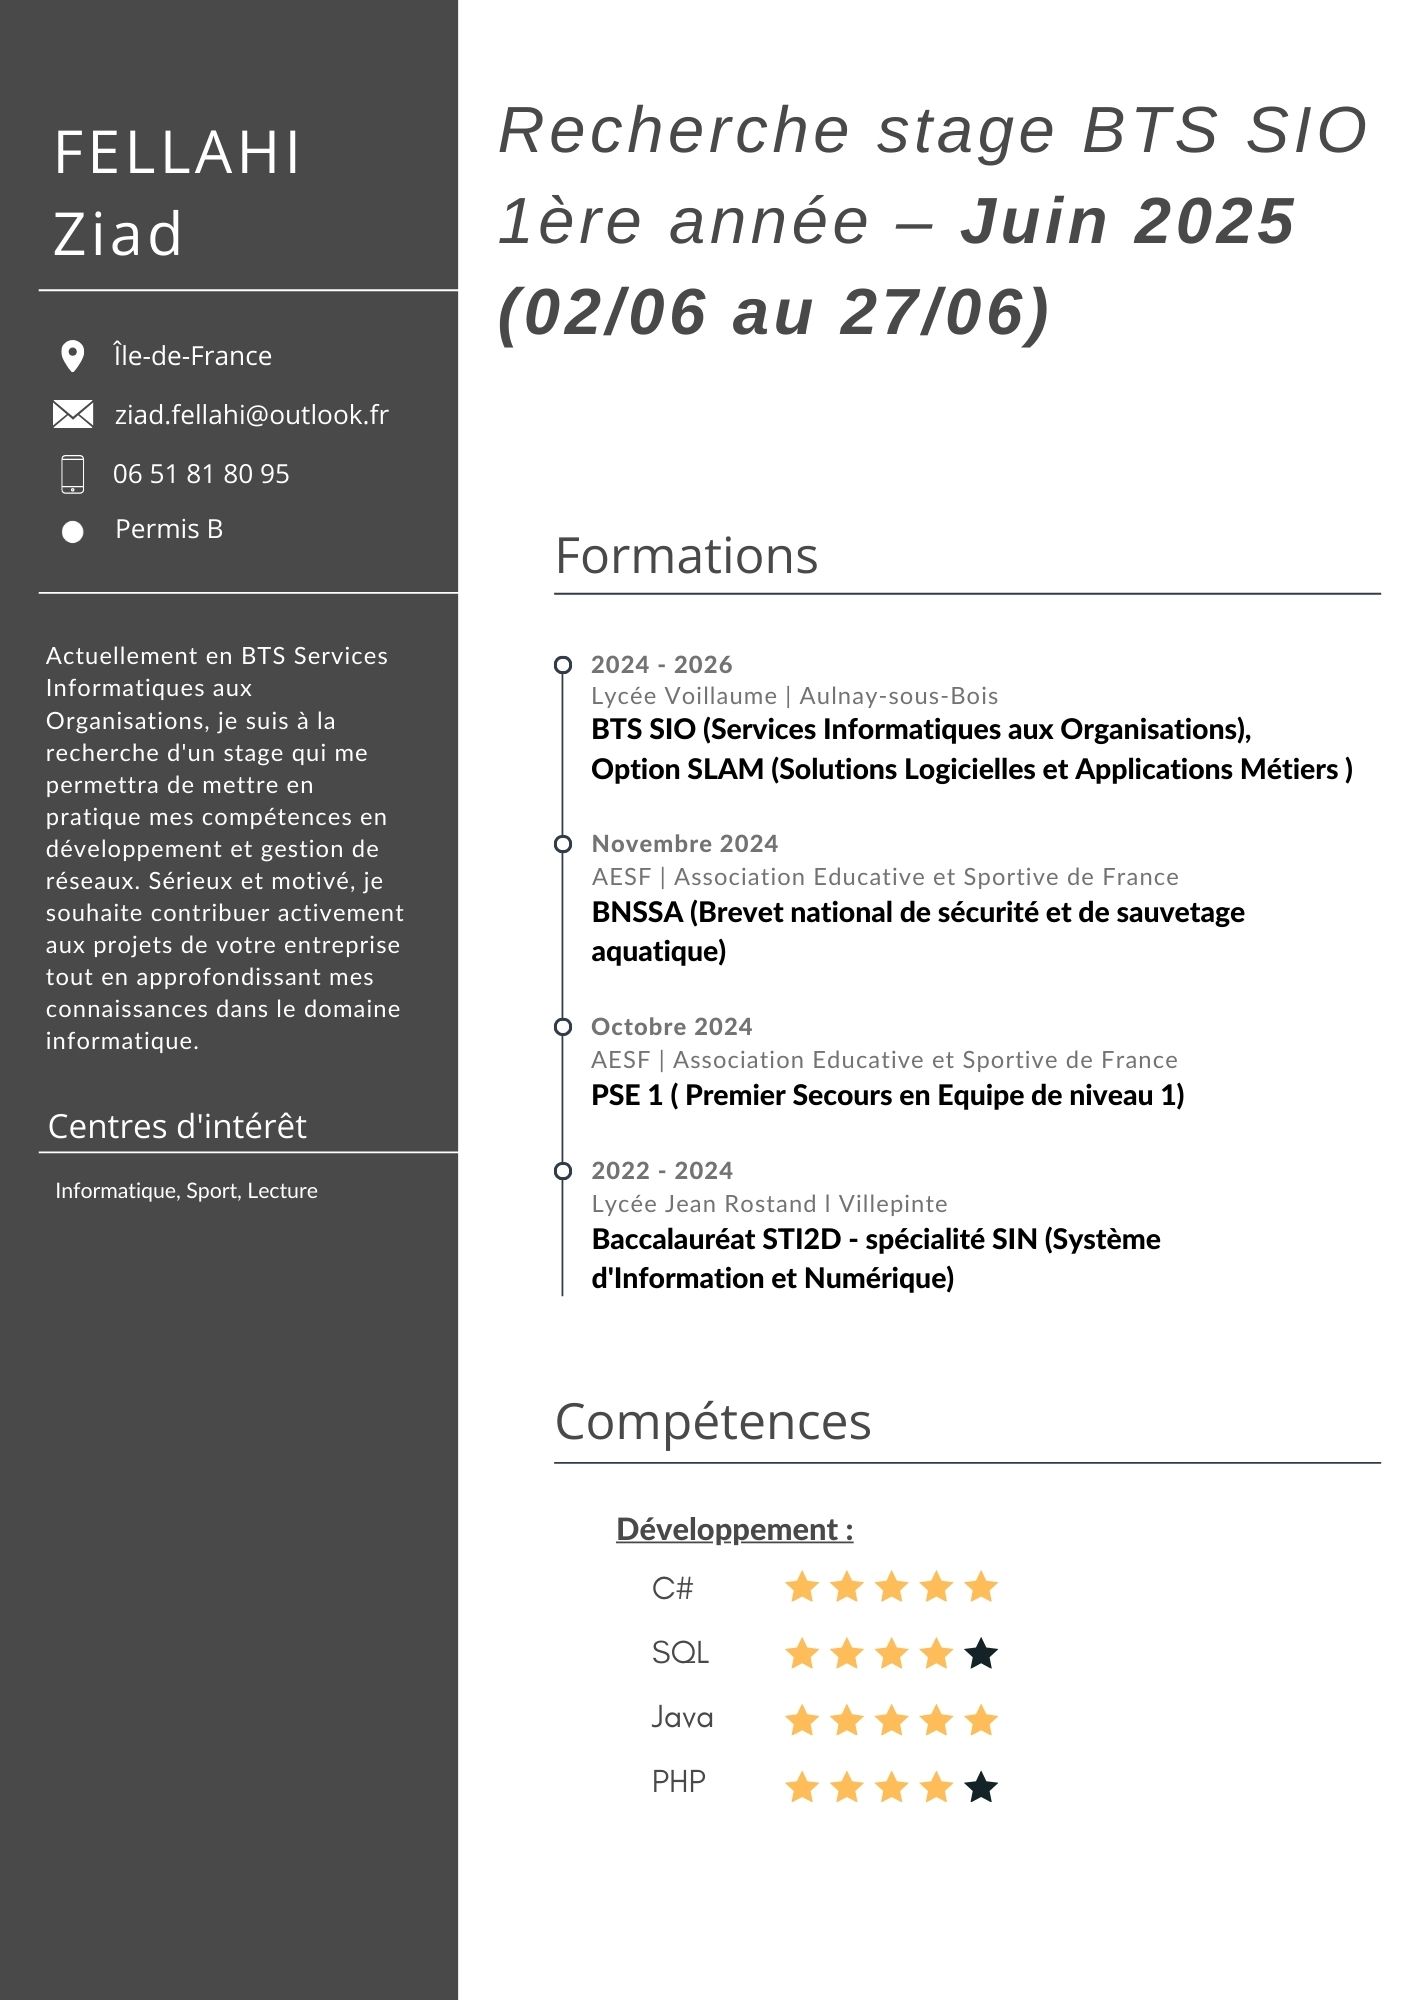 FELLAHI
Ziad
Île-de-France
ziad.fellahi@outlook.fr
06 51 81 80 95
Permis B
Actuellement en BTS Services
Informatiques aux
Organisations, je suis à la
recherche d'un stage qui me
permettra de mettre en
pratique mes compétences en
développement et gestion de
réseaux. Sérieux et motivé, je
souhaite contribuer activement
aux projets de votre entreprise
tout en approfondissant mes
connaissances dans le domaine
informatique.
Centres d'intérêt
Informatique, Sport, Lecture
Recherche stage BTS SIO
1ère année – Juin 2025
(02/06 au 27/06)
Formations
2024 - 2026
Lycée Voillaume | Aulnay-sous-Bois
BTS SIO (Services Informatiques aux Organisations),
Option SLAM (Solutions Logicielles et Applications Métiers )
Novembre 2024
AESF | Association Educative et Sportive de France
BNSSA (Brevet national de sécurité et de sauvetage
aquatique)
Octobre 2024
AESF | Association Educative et Sportive de France
PSE 1 ( Premier Secours en Equipe de niveau 1)
2022 - 2024
Lycée Jean Rostand l Villepinte
Baccalauréat STI2D - spécialité SIN (Système
d'Information et Numérique)
Compétences
Développement :
C#
SQL
Java
PHP